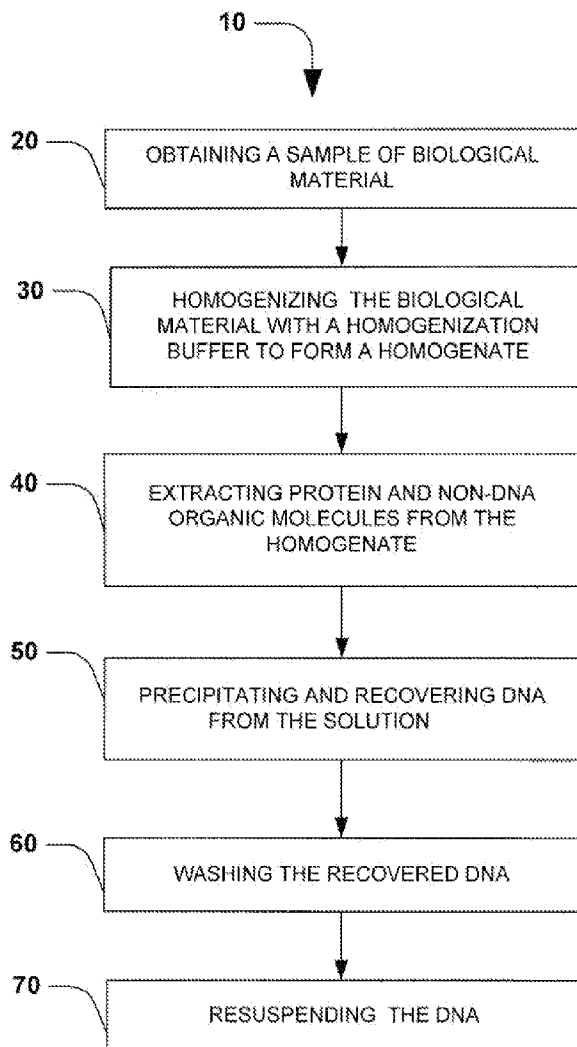 10
20
OBTAINING A SAMPLE OF BIOLOGICAL
MATERIAL
30
HOMOGENIZING THE BIOLOGICAL
MATERIAL WITH A HOMOGENIZATION
BUFFER TO FORM A HOMOGENATE
40
EXTRACTING PROTEIN AND NON-DNA
ORGANIC MOLECULES FROM THE
HOMOGENATE
50
PRECIPITATING AND RECOVERING DNA
FROM THE SOLUTION
60
WASHING THE RECOVERED DNA
70
RESUSPENDING THE DNA